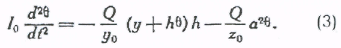 I₀ d²θ/dt² = − Q/y₀ (y + hθ) h − Q/z₀ a²θ. (3)